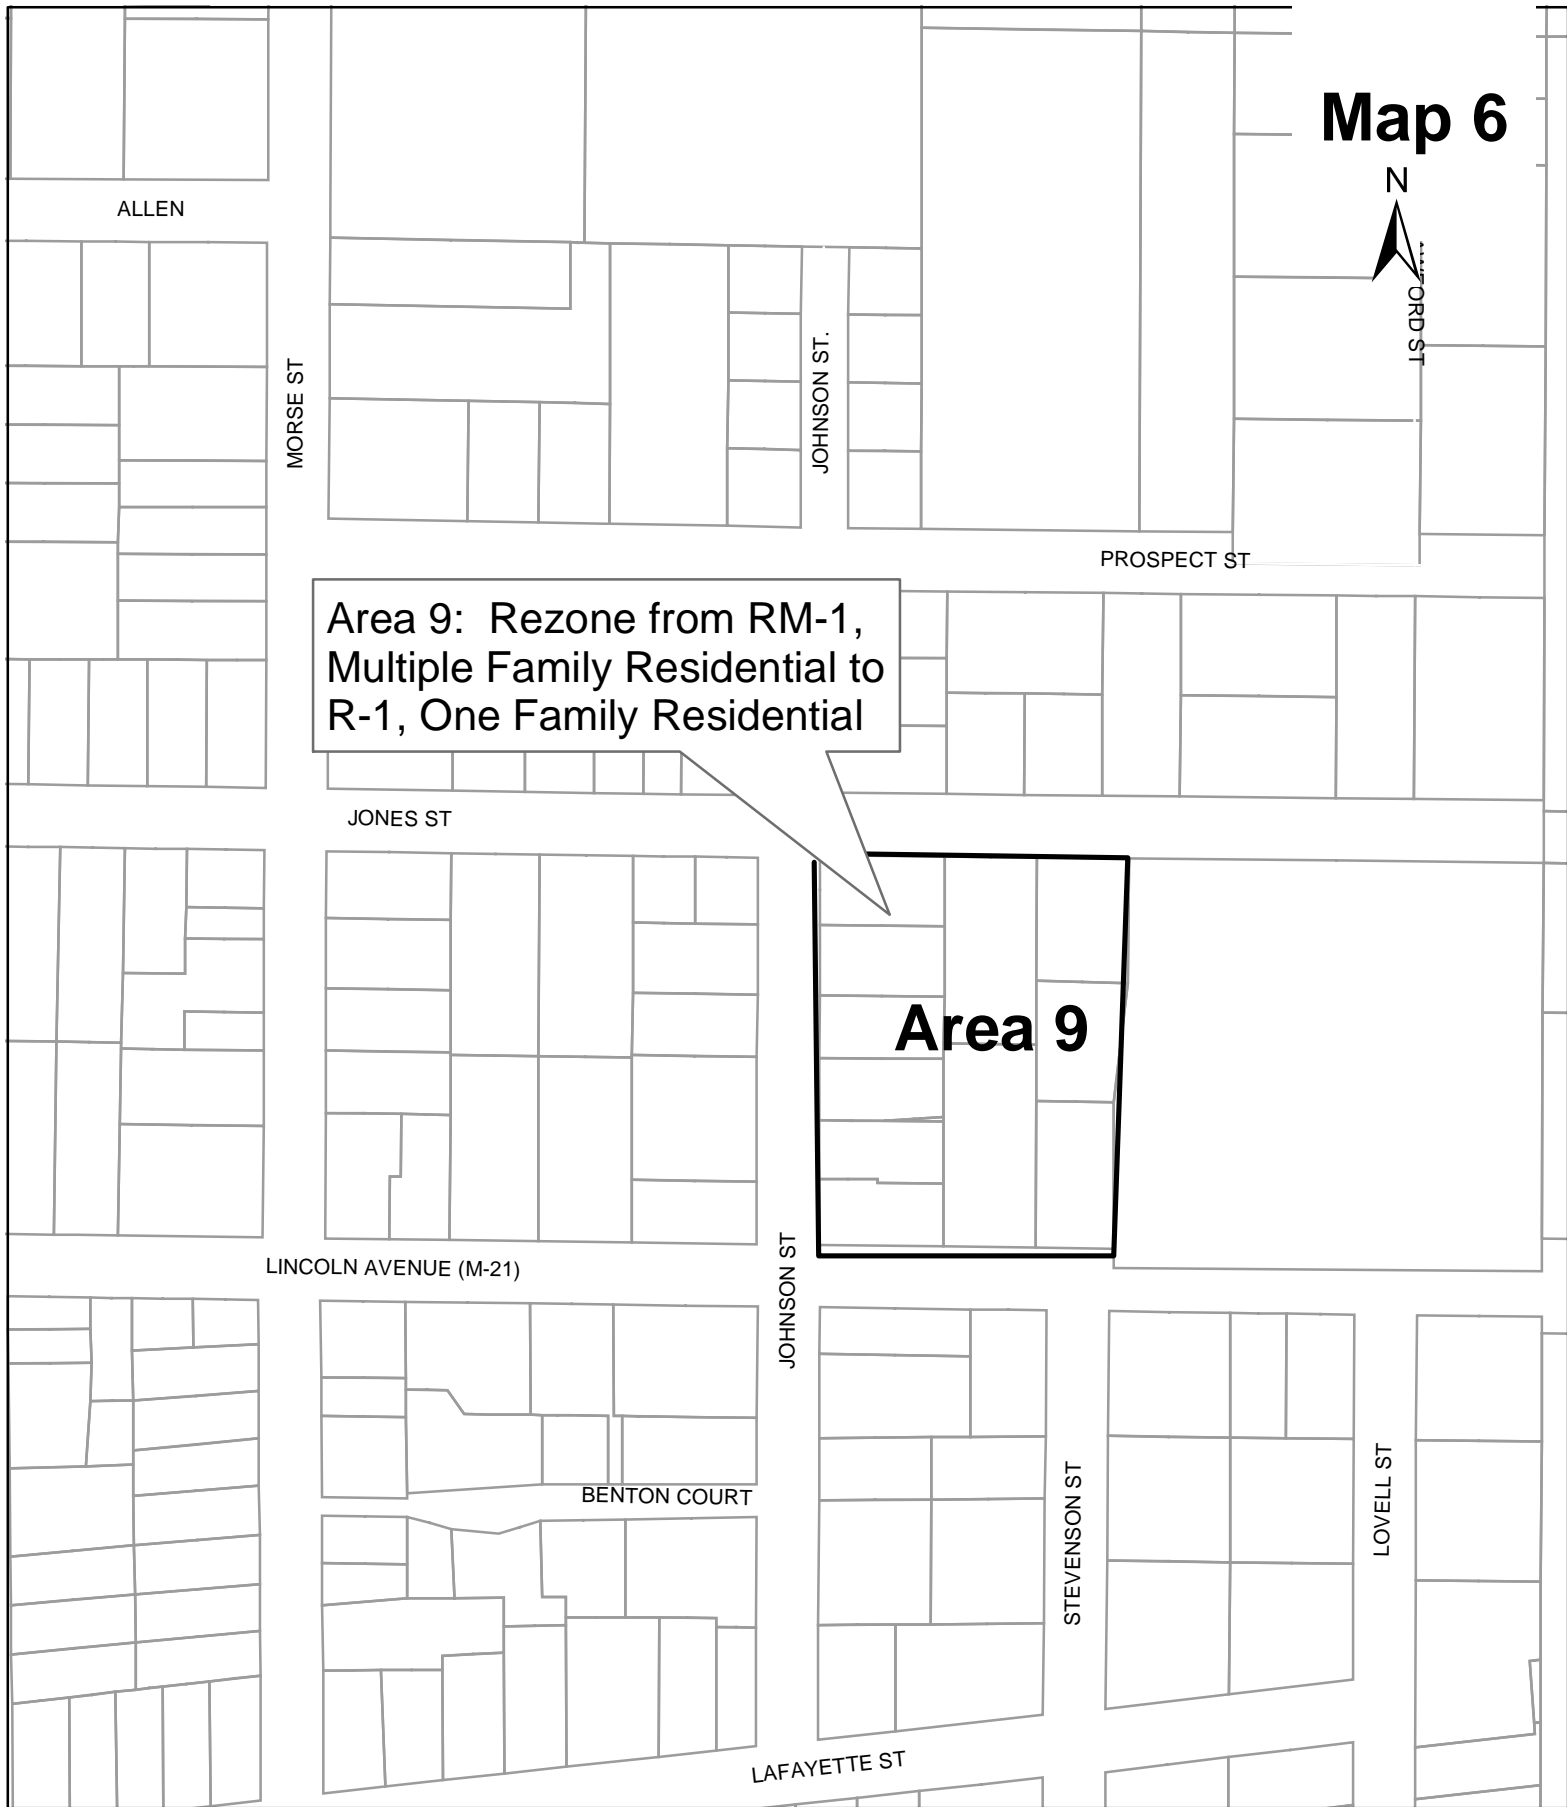 Map 6
N
ALLEN
MORSE ST
JOHNSON ST.
PROSPECT ST
Area 9:  Rezone from RM-1,
Multiple Family Residential to
R-1, One Family Residential
JONES ST
Area 9
LINCOLN AVENUE (M-21)
JOHNSON ST
BENTON COURT
STEVENSON ST
LOVELL ST
LAFAYETTE ST